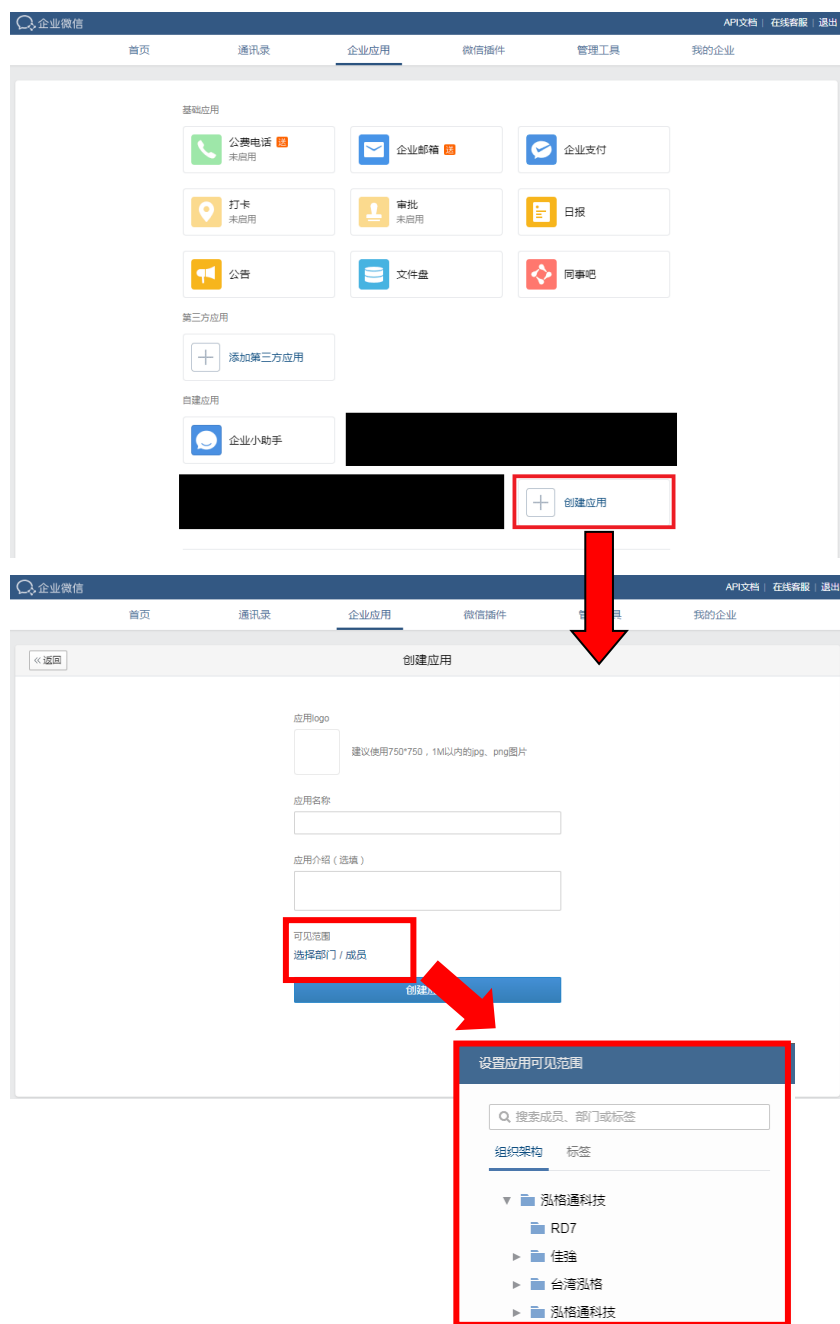 企业微信
API文档 | 在线客服 | 退出
首页 通讯录 企业应用 微信插件 管理工具 我的企业
基础应用
公费电话 送
未启用
企业邮箱 送
企业支付
打卡
未启用
审批
未启用
日报
公告
文件盘
同事吧
第三方应用
添加第三方应用
自建应用
企业小助手
创建应用
企业微信
API文档 | 在线客服 | 退出
首页 通讯录 企业应用 微信插件 具 我的企业
《返回
创建应用
应用logo
建议使用750*750，1M以内的jpg、png图片
应用名称
应用介绍（选填）
可见范围
选择部门 / 成员
创建
设置应用可见范围
搜索成员、部门或标签
组织架构 标签
泓格通科技
RD7
佳強
台湾泓格
泓格通科技